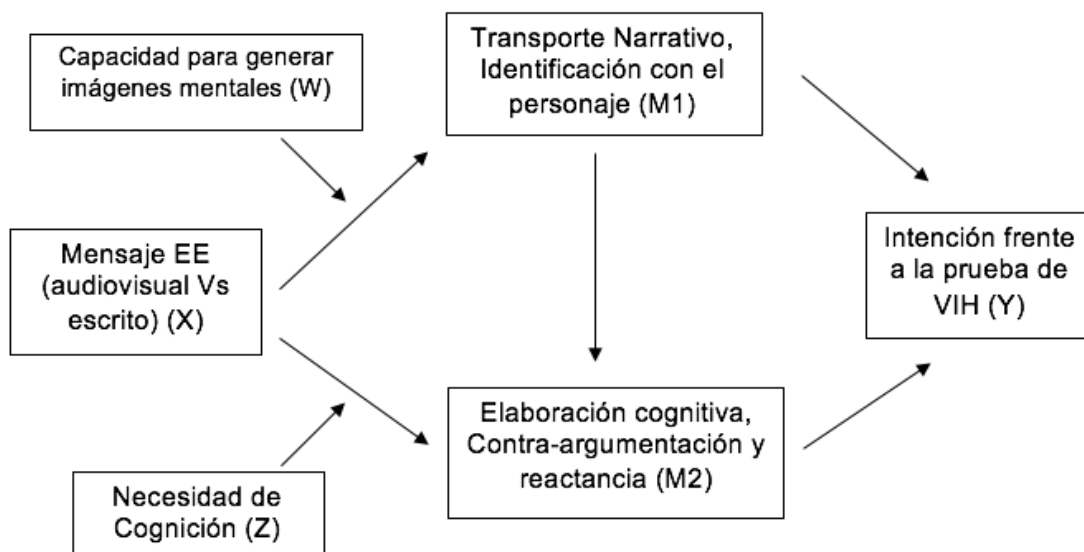 Capacidad para generar
imágenes mentales (W)
Transporte Narrativo,
Identificación con el
personaje (M1)
Mensaje EE
(audiovisual Vs
escrito) (X)
Intención frente
a la prueba de
VIH (Y)
Elaboración cognitiva,
Contra-argumentación y
reactancia (M2)
Necesidad de
Cognición (Z)